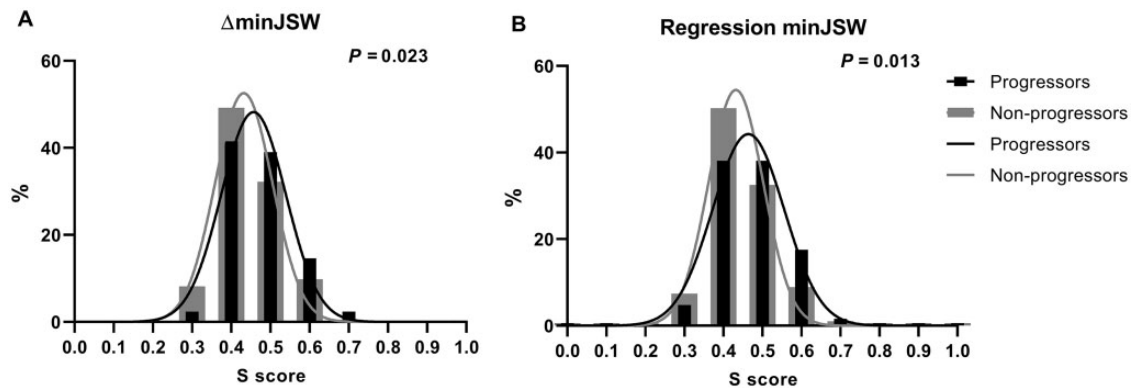 A
ΔminJSW
P = 0.023
%
60
40
20
0
0.0 0.1 0.2 0.3 0.4 0.5 0.6 0.7 0.8 0.9 1.0
S score
B
Regression minJSW
P = 0.013
%
60
40
20
0
0.0 0.1 0.2 0.3 0.4 0.5 0.6 0.7 0.8 0.9 1.0
S score
Progressors
Non-progressors
Progressors
Non-progressors